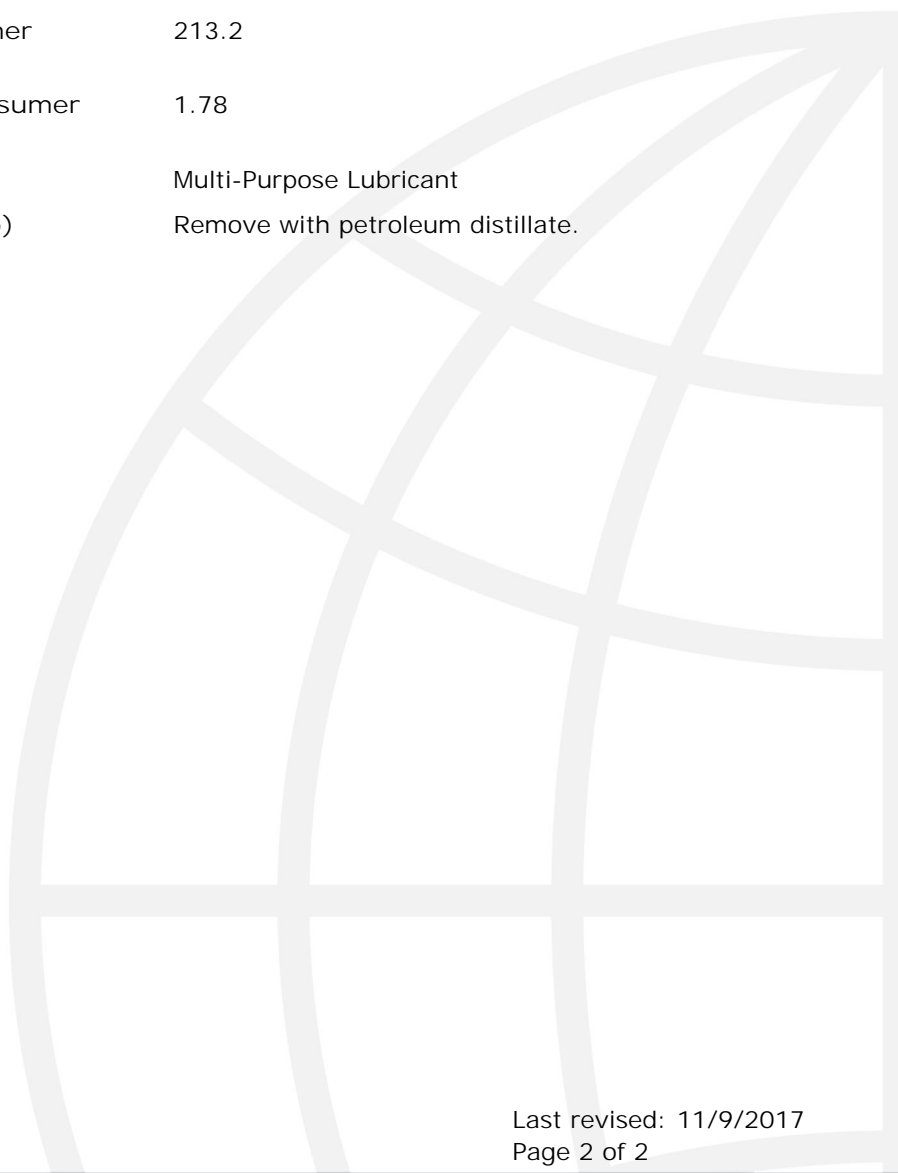 ner 213.2
sumer 1.78
Multi-Purpose Lubricant
) Remove with petroleum distillate.
Last revised: 11/9/2017
Page 2 of 2